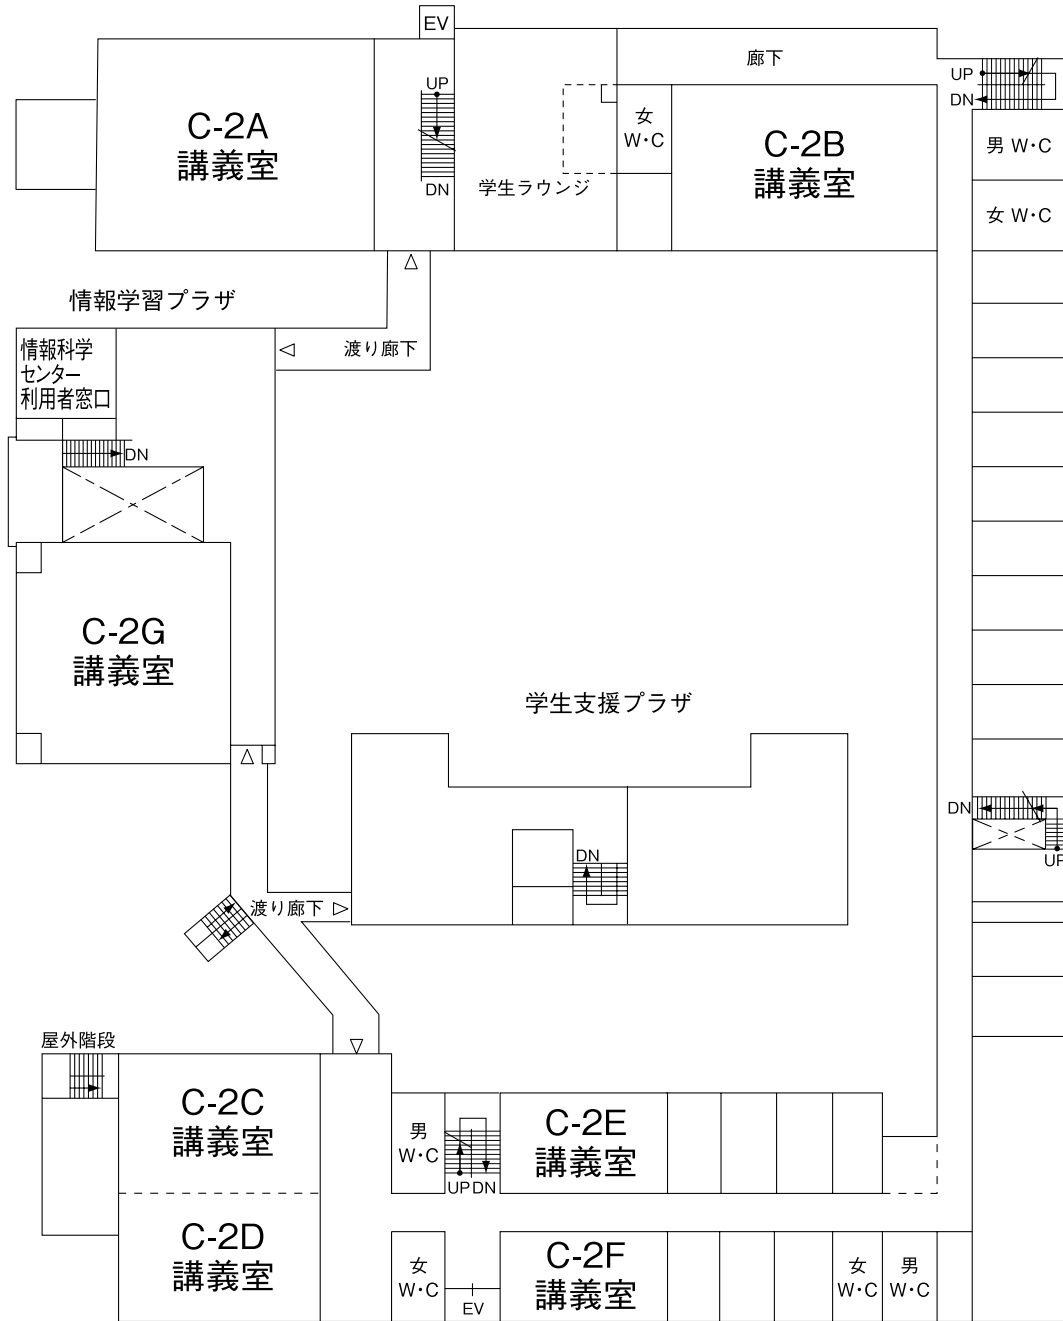 EV
廊下
UP
UP
DN
C-2A
講義室
女
W・C
C-2B
講義室
男 W・C
DN
学生ラウンジ
女 W・C
情報学習プラザ
情報科学
センター
利用者窓口
渡り廊下
DN
C-2G
講義室
学生支援プラザ
DN
DN
UP
渡り廊下
屋外階段
C-2C
講義室
男
W・C
UP DN
C-2E
講義室
C-2D
講義室
女
W・C
EV
C-2F
講義室
女
W・C
男
W・C